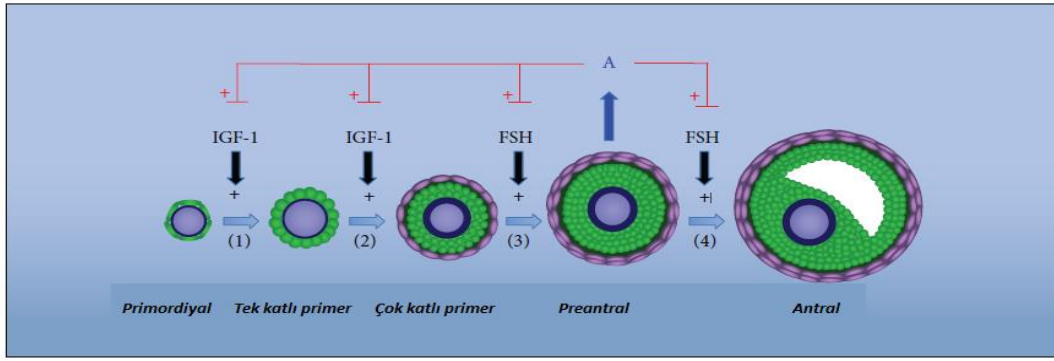 A
+ + + +
IGF-1 IGF-1 FSH FSH
+ + + +|
(1) (2) (3) (4)
Primordiyal Tek katlı primer Çok katlı primer Preantral Antral